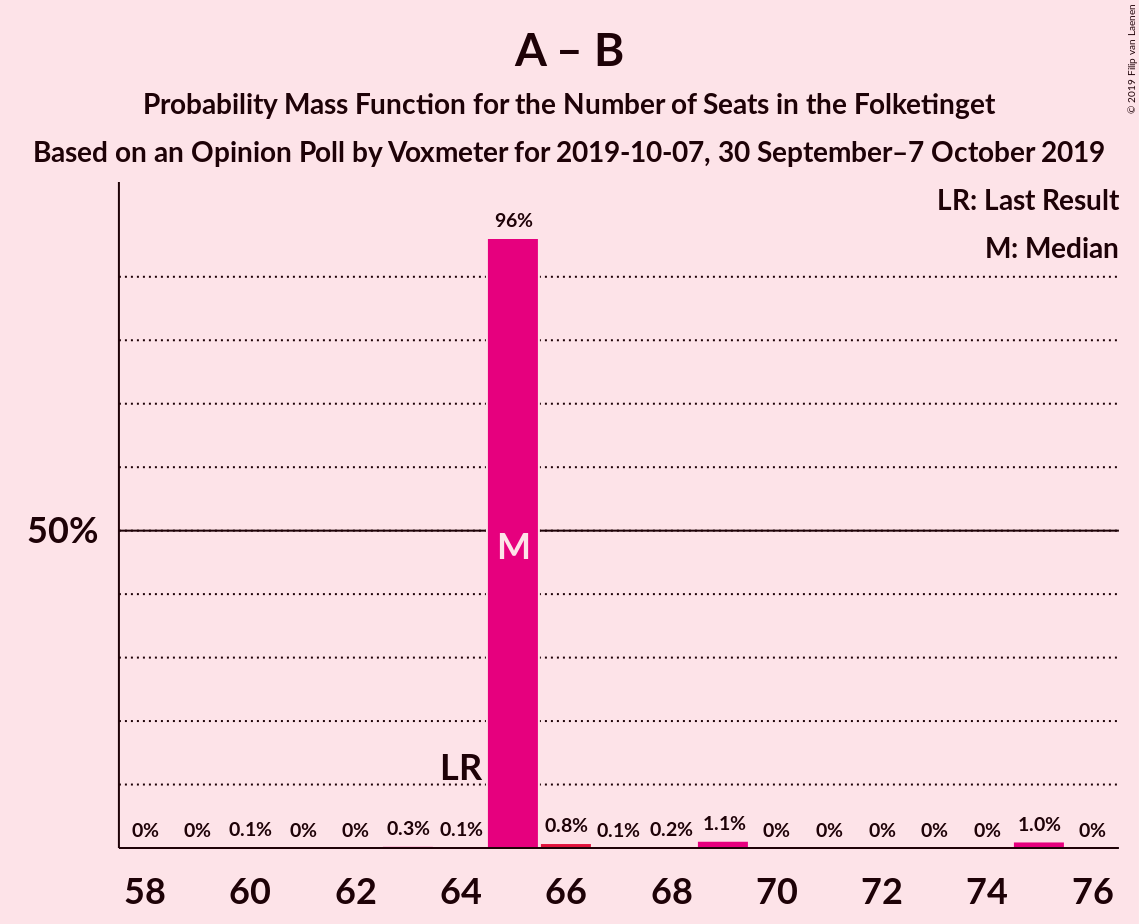 A – B
Probability Mass Function for the Number of Seats in the Folketinget
Based on an Opinion Poll by Voxmeter for 2019-10-07, 30 September–7 October 2019
© 2019 Filip van Laenen
LR: Last Result
M: Median
96%
50%
M
LR
0% 0% 0.1% 0% 0% 0.3% 0.1% 0.8% 0.1% 0.2% 1.1% 0% 0% 0% 0% 0% 1.0% 0%
58 60 62 64 66 68 70 72 74 76